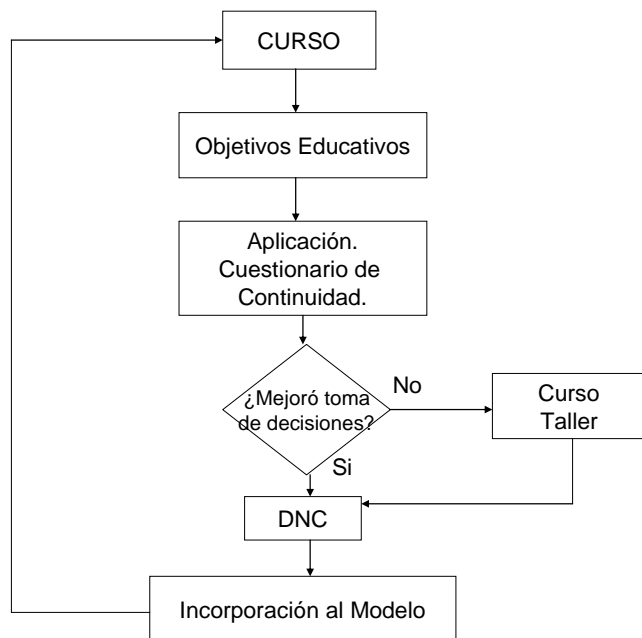 CURSO
Objetivos Educativos
Aplicación.
Cuestionario de
Continuidad.
¿Mejoró toma
de decisiones?
No
Curso
Taller
Si
DNC
Incorporación al Modelo